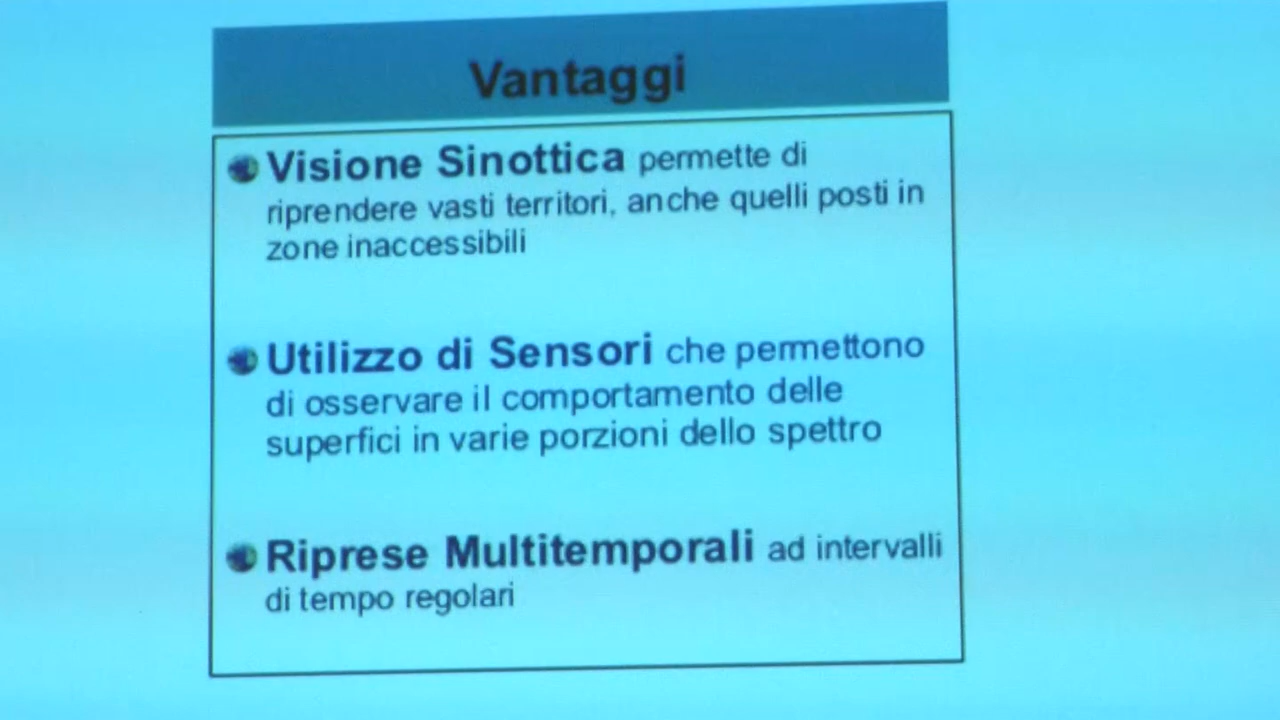 Vantaggi
Visione Sinottica permette di
riprendere vasti territori, anche quelli posti in
zone inaccessibili
Utilizzo di Sensori che permettono
di osservare il comportamento delle
superfici in varie porzioni dello spettro
Riprese Multitemporali ad intervalli
di tempo regolari